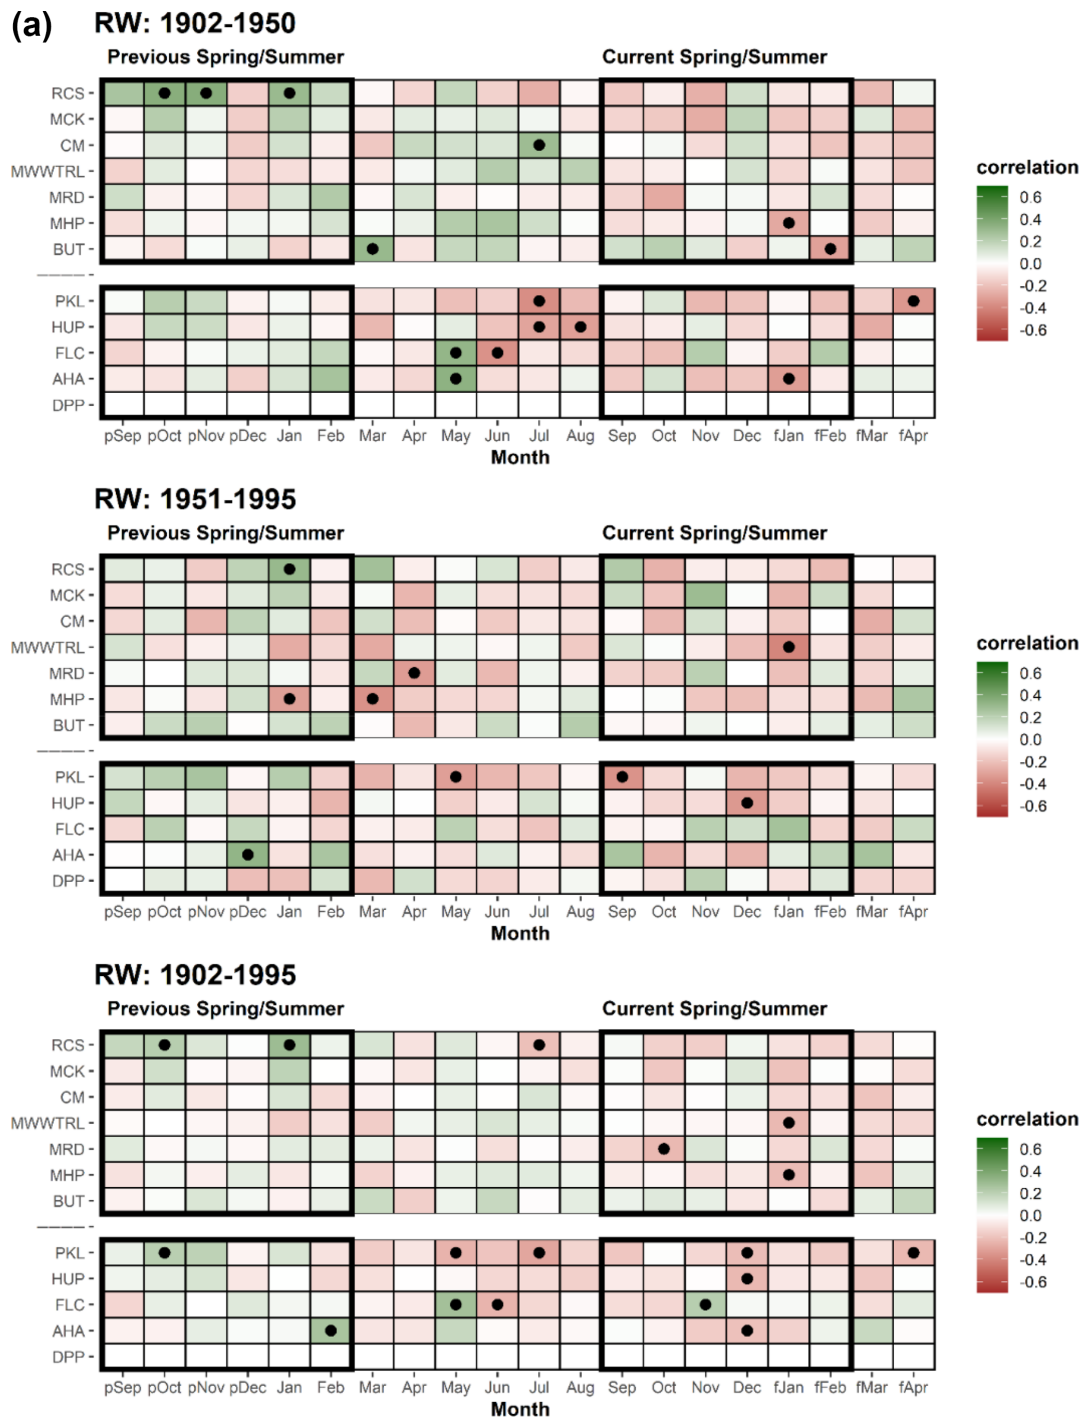 (a) RW: 1902-1950
Previous Spring/Summer Current Spring/Summer
RCS
MCK
CM
MWWTRL
MRD
MHP
BUT
————
PKL
HUP
FLC
AHA
DPP
pSep pOct pNov pDec Jan Feb Mar Apr May Jun Jul Aug Sep Oct Nov Dec fJan fFeb fMar fApr
Month
correlation
0.6
0.4
0.2
0.0
-0.2
-0.4
-0.6
RW: 1951-1995
Previous Spring/Summer Current Spring/Summer
RCS
MCK
CM
MWWTRL
MRD
MHP
BUT
————
PKL
HUP
FLC
AHA
DPP
pSep pOct pNov pDec Jan Feb Mar Apr May Jun Jul Aug Sep Oct Nov Dec fJan fFeb fMar fApr
Month
correlation
0.6
0.4
0.2
0.0
-0.2
-0.4
-0.6
RW: 1902-1995
Previous Spring/Summer Current Spring/Summer
RCS
MCK
CM
MWWTRL
MRD
MHP
BUT
————
PKL
HUP
FLC
AHA
DPP
pSep pOct pNov pDec Jan Feb Mar Apr May Jun Jul Aug Sep Oct Nov Dec fJan fFeb fMar fApr
Month
correlation
0.6
0.4
0.2
0.0
-0.2
-0.4
-0.6